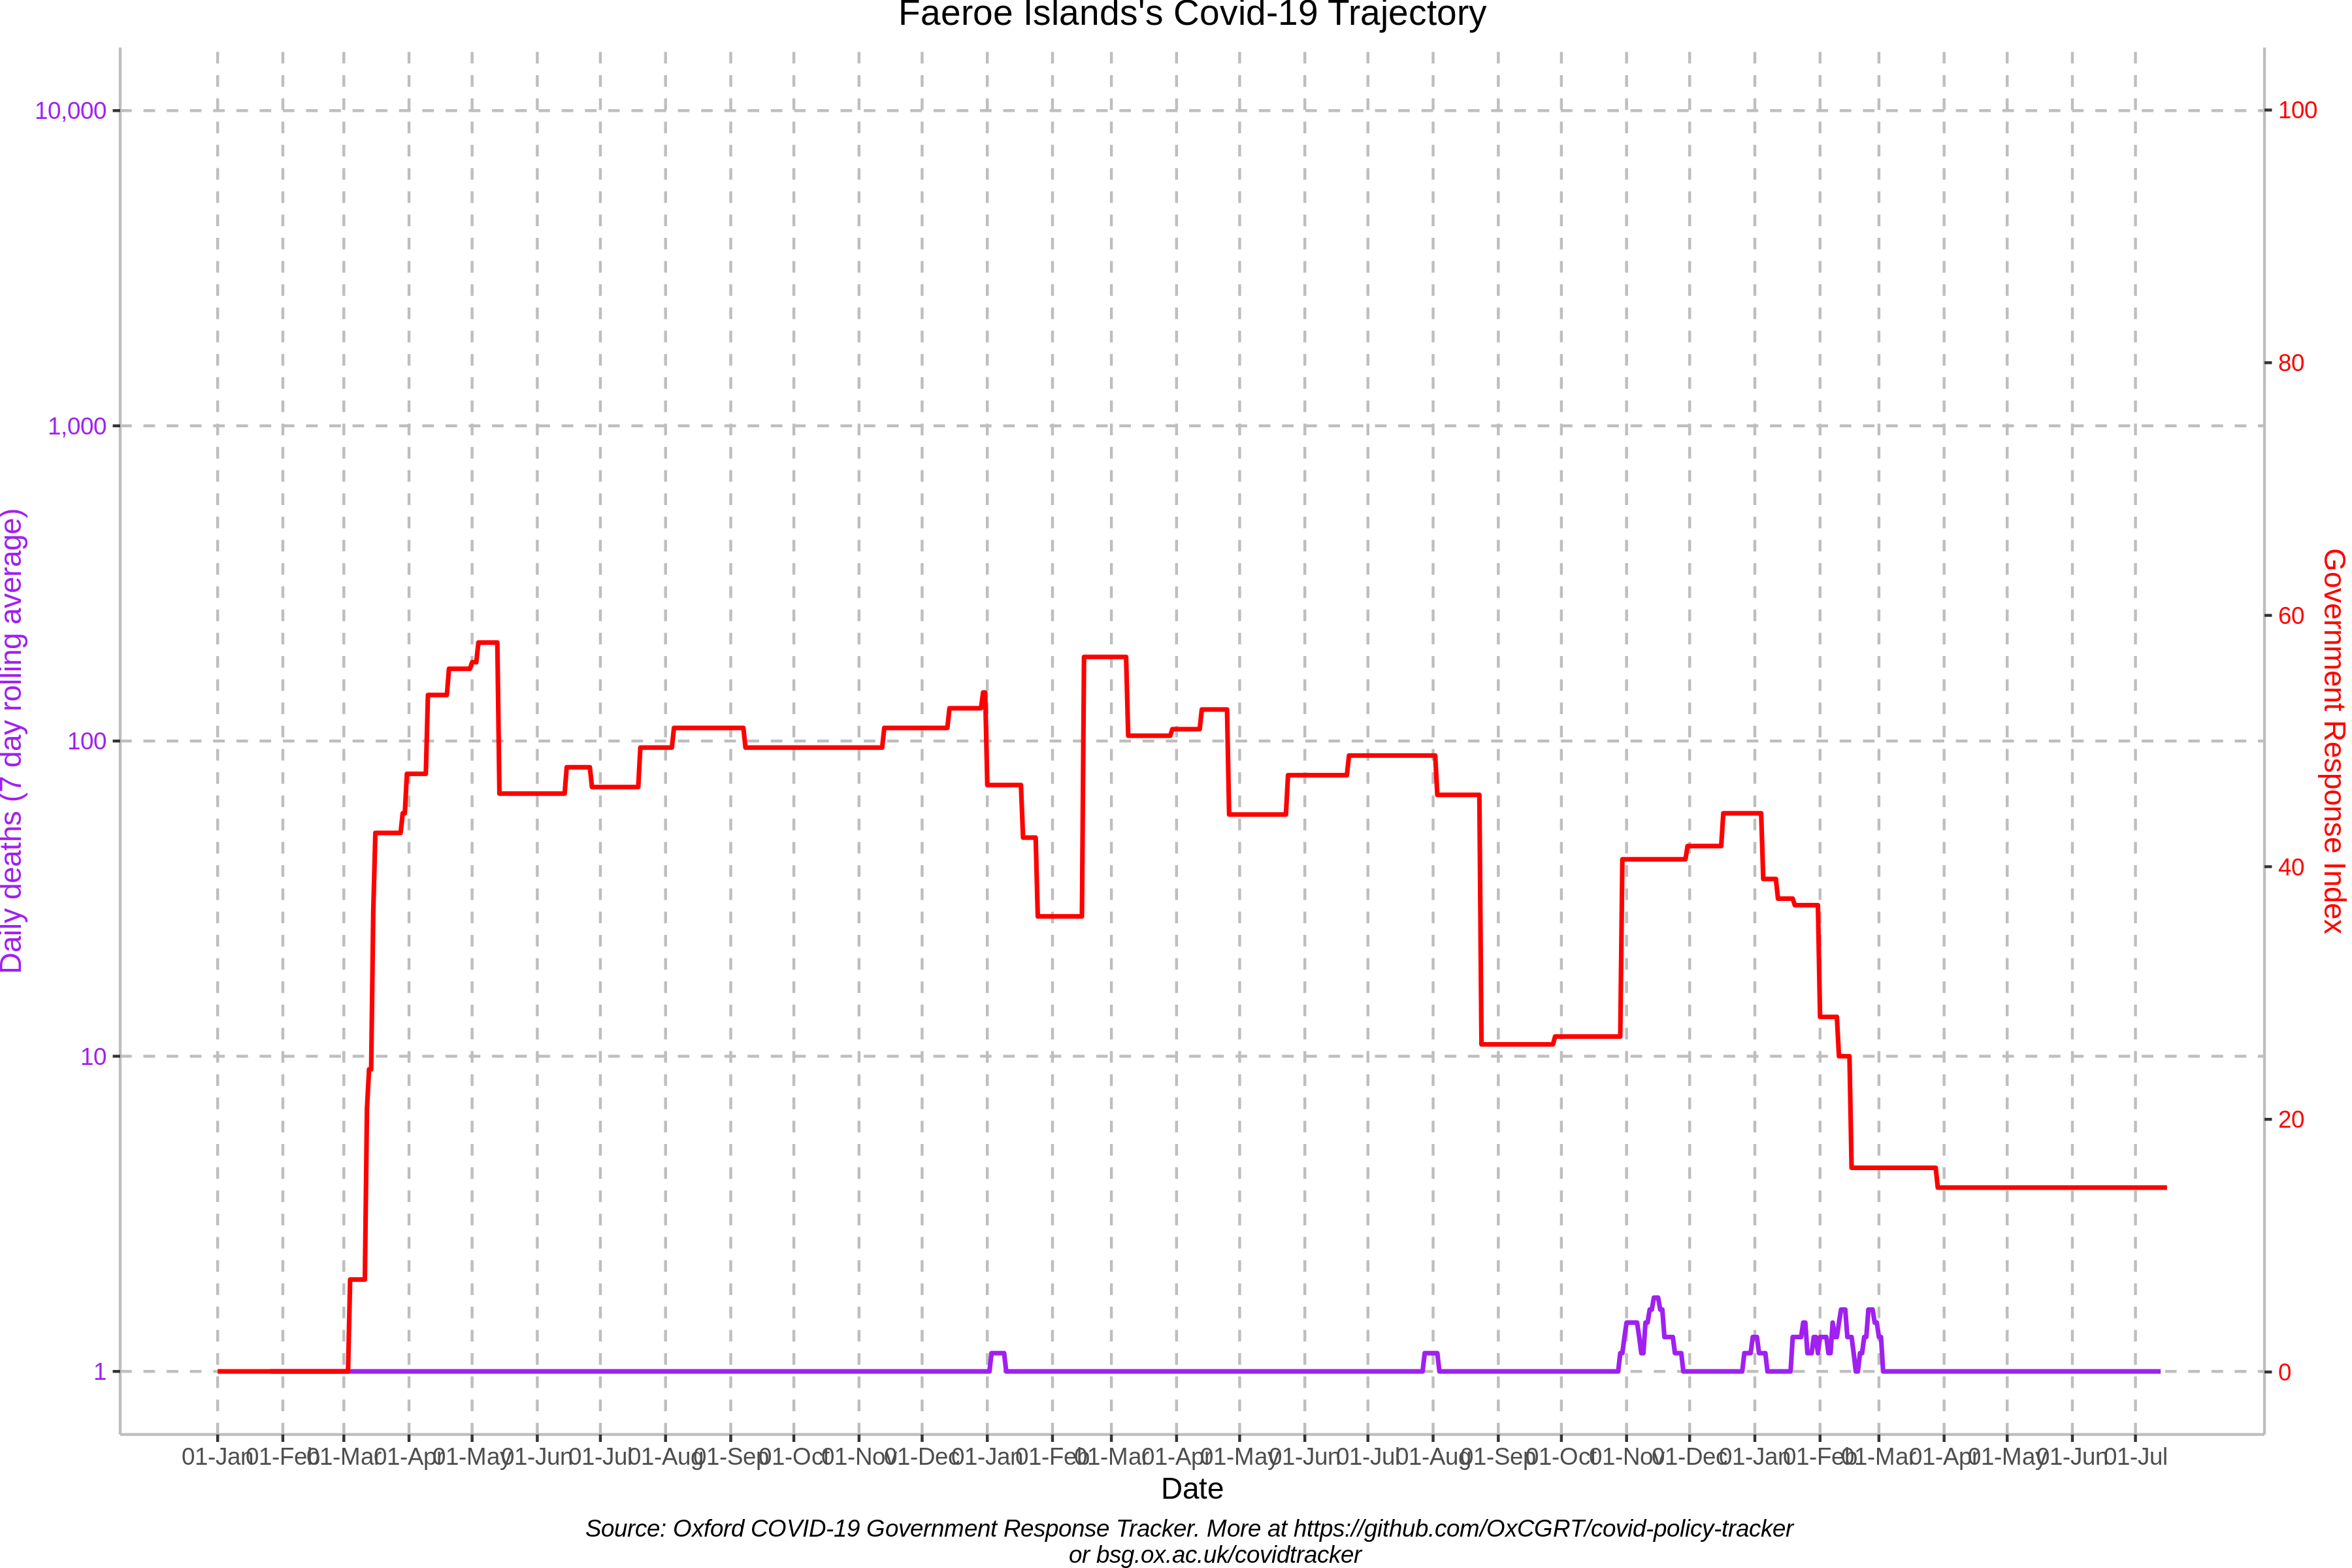 Faeroe Islands's Covid-19 Trajectory
10,000
1,000
100
10
1
Daily deaths (7 day rolling average)
100
80
60
40
20
0
Government Response Index
01-Jan 01-Feb 01-Mar 01-Apr 01-May 01-Jun 01-Jul 01-Aug 01-Sep 01-Oct 01-Nov 01-Dec 01-Jan 01-Feb 01-Mar 01-Apr 01-May 01-Jun 01-Jul 01-Aug 01-Sep 01-Oct 01-Nov 01-Dec 01-Jan 01-Feb 01-Mar 01-Apr 01-May 01-Jun 01-Jul
Date
Source: Oxford COVID-19 Government Response Tracker. More at https://github.com/OxCGRT/covid-policy-tracker
or bsg.ox.ac.uk/covidtracker